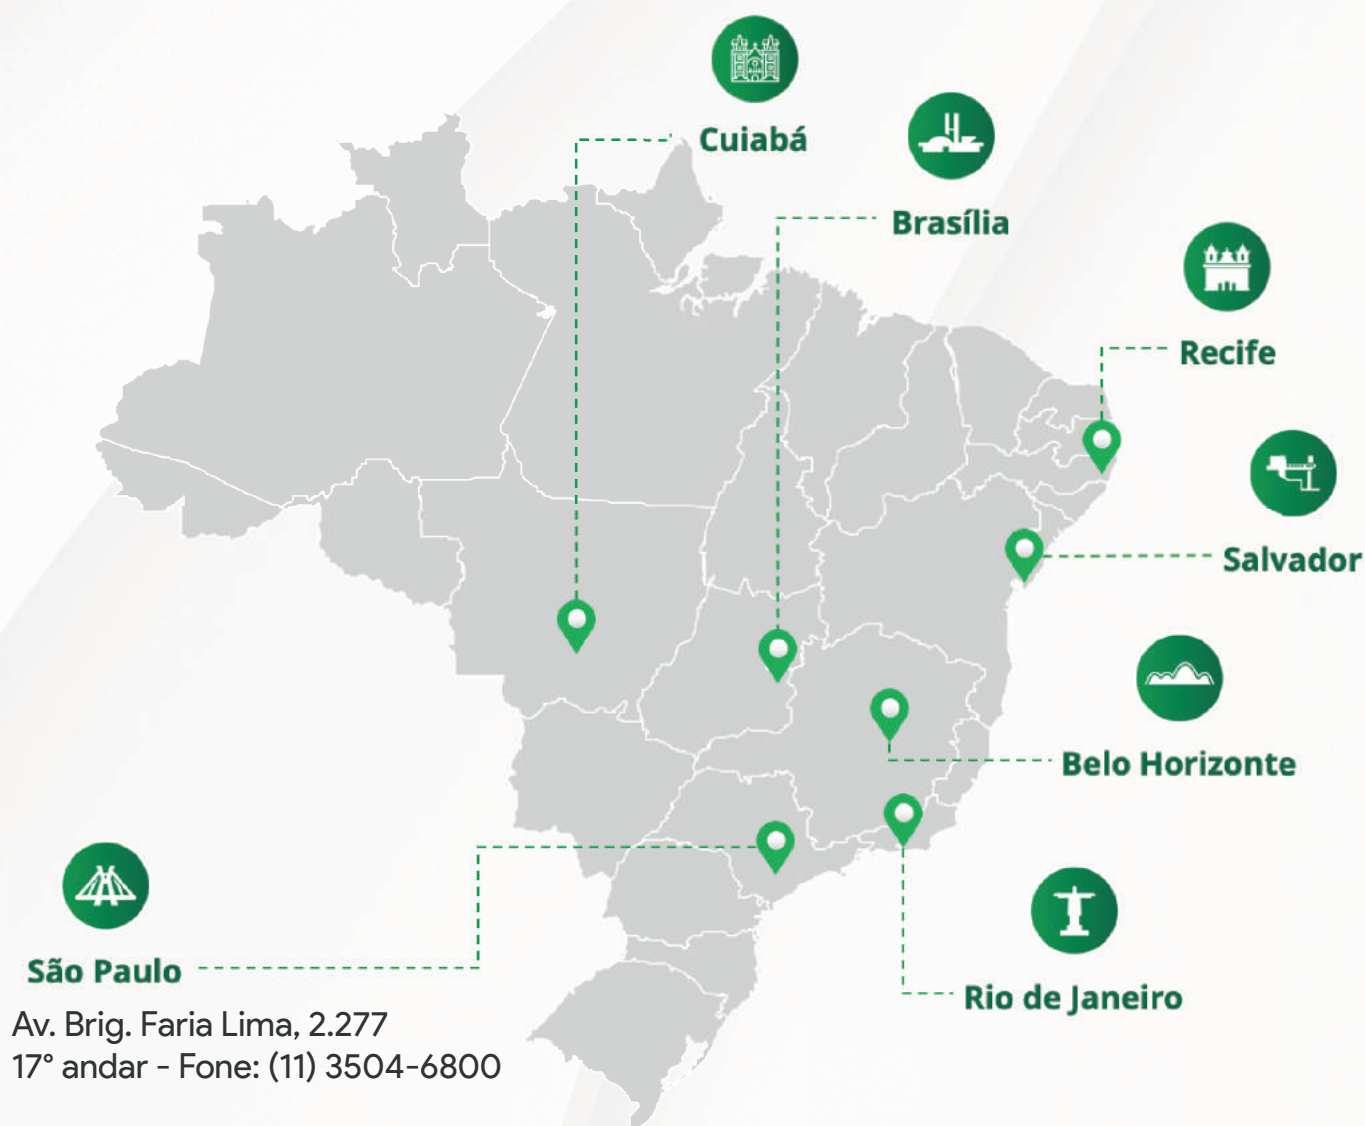 Cuiabá
Brasília
Recife
Salvador
Belo Horizonte
São Paulo
Rio de Janeiro
Av. Brig. Faria Lima, 2.277
17° andar - Fone: (11) 3504-6800